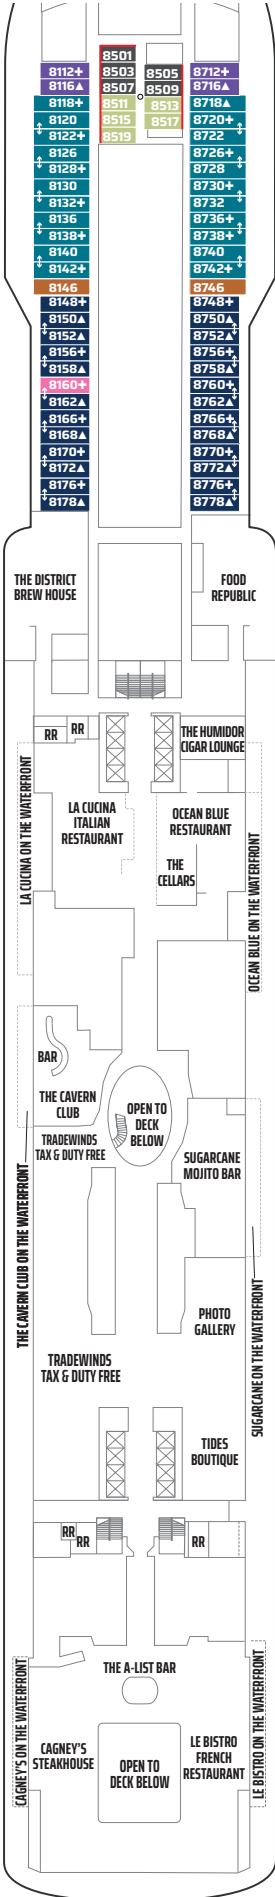 8501
8503
8505
8507
8509
8511
8513
8515
8517
8519
8112+
8116▲
8118+
8120
8122+
8126
8128+
8130
8132+
8136
8138+
8140
8142+
8146
8148+
8150▲
8152▲
8156+
8158▲
8160+
8162▲
8166+
8168▲
8170+
8172▲
8176+
8178▲
8712+
8716▲
8718▲
8720+
8722
8726+
8728
8730+
8732
8736+
8738+
8740
8742+
8746
8748+
8750▲
8752▲
8756+
8758▲
8760+
8762▲
8766+
8768▲
8770+
8772▲
8776+
8778▲
THE DISTRICT
BREW HOUSE
FOOD
REPUBLIC
RR
RR
THE HUMIDOR
CIGAR LOUNGE
LA CUCINA ON THE WATERFRONT
LA CUCINA
ITALIAN
RESTAURANT
OCEAN BLUE
RESTAURANT
THE
CELLARS
OCEAN BLUE ON THE WATERFRONT
BAR
THE CAVERN
CLUB
OPEN TO
DECK
BELOW
TRADEWINDS
TAX & DUTY FREE
SUGARCANE
MOJITO BAR
THE CAVERN CLUB ON THE WATERFRONT
SUGARCANE ON THE WATERFRONT
PHOTO
GALLERY
TRADEWINDS
TAX & DUTY FREE
TIDES
BOUTIQUE
RR
RR
RR
THE A-LIST BAR
CAGNEY'S ON THE WATERFRONT
CAGNEY'S
STEAKHOUSE
OPEN TO
DECK BELOW
LE BISTRO
FRENCH
RESTAURANT
LE BISTRO ON THE WATERFRONT